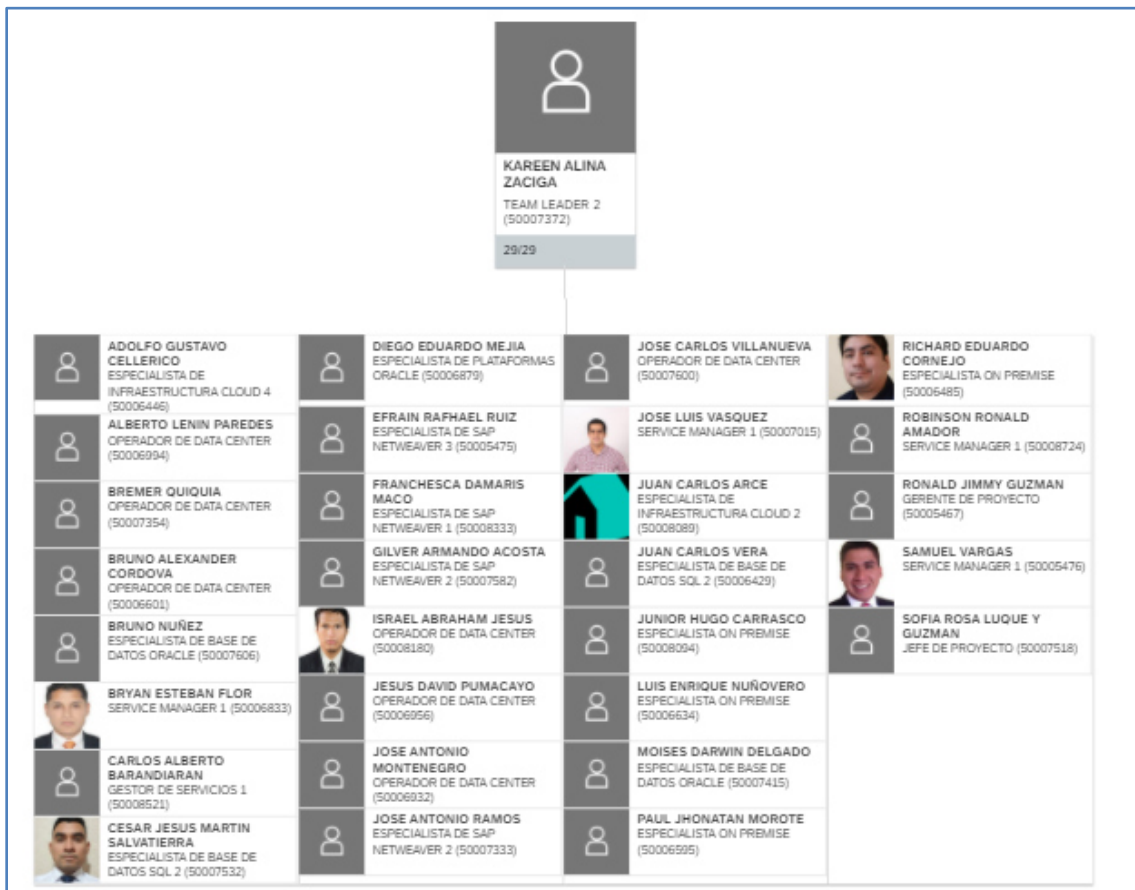 KAREEN ALINA
ZACIGA
TEAM LEADER 2
(50007372)
29/29
ADOLFO GUSTAVO
CELLERICO
ESPECIALISTA DE
INFRAESTRUCTURA CLOUD 4
(50006446)
ALBERTO LENIN PAREDES
OPERADOR DE DATA CENTER
(50006994)
BREMER QUIQUIA
OPERADOR DE DATA CENTER
(50007354)
BRUNO ALEXANDER
CORDOVA
OPERADOR DE DATA CENTER
(50006601)
BRUNO NUÑEZ
ESPECIALISTA DE BASE DE
DATOS ORACLE (50007606)
BRYAN ESTEBAN FLOR
SERVICE MANAGER 1 (50006833)
CARLOS ALBERTO
BARANDIARAN
GESTOR DE SERVICIOS 1
(50008521)
CESAR JESUS MARTIN
SALVATIERRA
ESPECIALISTA DE BASE DE
DATOS SQL 2 (50007532)
DIEGO EDUARDO MEJIA
ESPECIALISTA DE PLATAFORMAS
ORACLE (50006879)
EFRAIN RAFHAEL RUIZ
ESPECIALISTA DE SAP
NETWEAVER 3 (50005475)
FRANCHESCA DAMARIS
MACO
ESPECIALISTA DE SAP
NETWEAVER 1 (50008333)
GILVER ARMANDO ACOSTA
ESPECIALISTA DE SAP
NETWEAVER 2 (50007582)
ISRAEL ABRAHAM JESUS
OPERADOR DE DATA CENTER
(50008180)
JESUS DAVID PUMACAYO
OPERADOR DE DATA CENTER
(50006956)
JOSE ANTONIO
MONTENEGRO
OPERADOR DE DATA CENTER
(50006932)
JOSE ANTONIO RAMOS
ESPECIALISTA DE SAP
NETWEAVER 2 (50007333)
JOSE CARLOS VILLANUEVA
OPERADOR DE DATA CENTER
(50007600)
JOSE LUIS VASQUEZ
SERVICE MANAGER 1 (50007015)
JUAN CARLOS ARCE
ESPECIALISTA DE
INFRAESTRUCTURA CLOUD 2
(50008089)
JUAN CARLOS VERA
ESPECIALISTA DE BASE DE
DATOS SQL 2 (50006429)
JUNIOR HUGO CARRASCO
ESPECIALISTA ON PREMISE
(50008094)
LUIS ENRIQUE NUÑOVERO
ESPECIALISTA ON PREMISE
(50006634)
MOISES DARWIN DELGADO
ESPECIALISTA DE BASE DE
DATOS ORACLE (50007415)
PAUL JHONATAN MOROTE
ESPECIALISTA ON PREMISE
(50006595)
RICHARD EDUARDO
CORNEJO
ESPECIALISTA ON PREMISE
(50006485)
ROBINSON RONALD
AMADOR
SERVICE MANAGER 1 (50008724)
RONALD JIMMY GUZMAN
GERENTE DE PROYECTO
(50005467)
SAMUEL VARGAS
SERVICE MANAGER 1 (50005476)
SOFIA ROSA LUQUE Y
GUZMAN
JEFE DE PROYECTO (50007518)